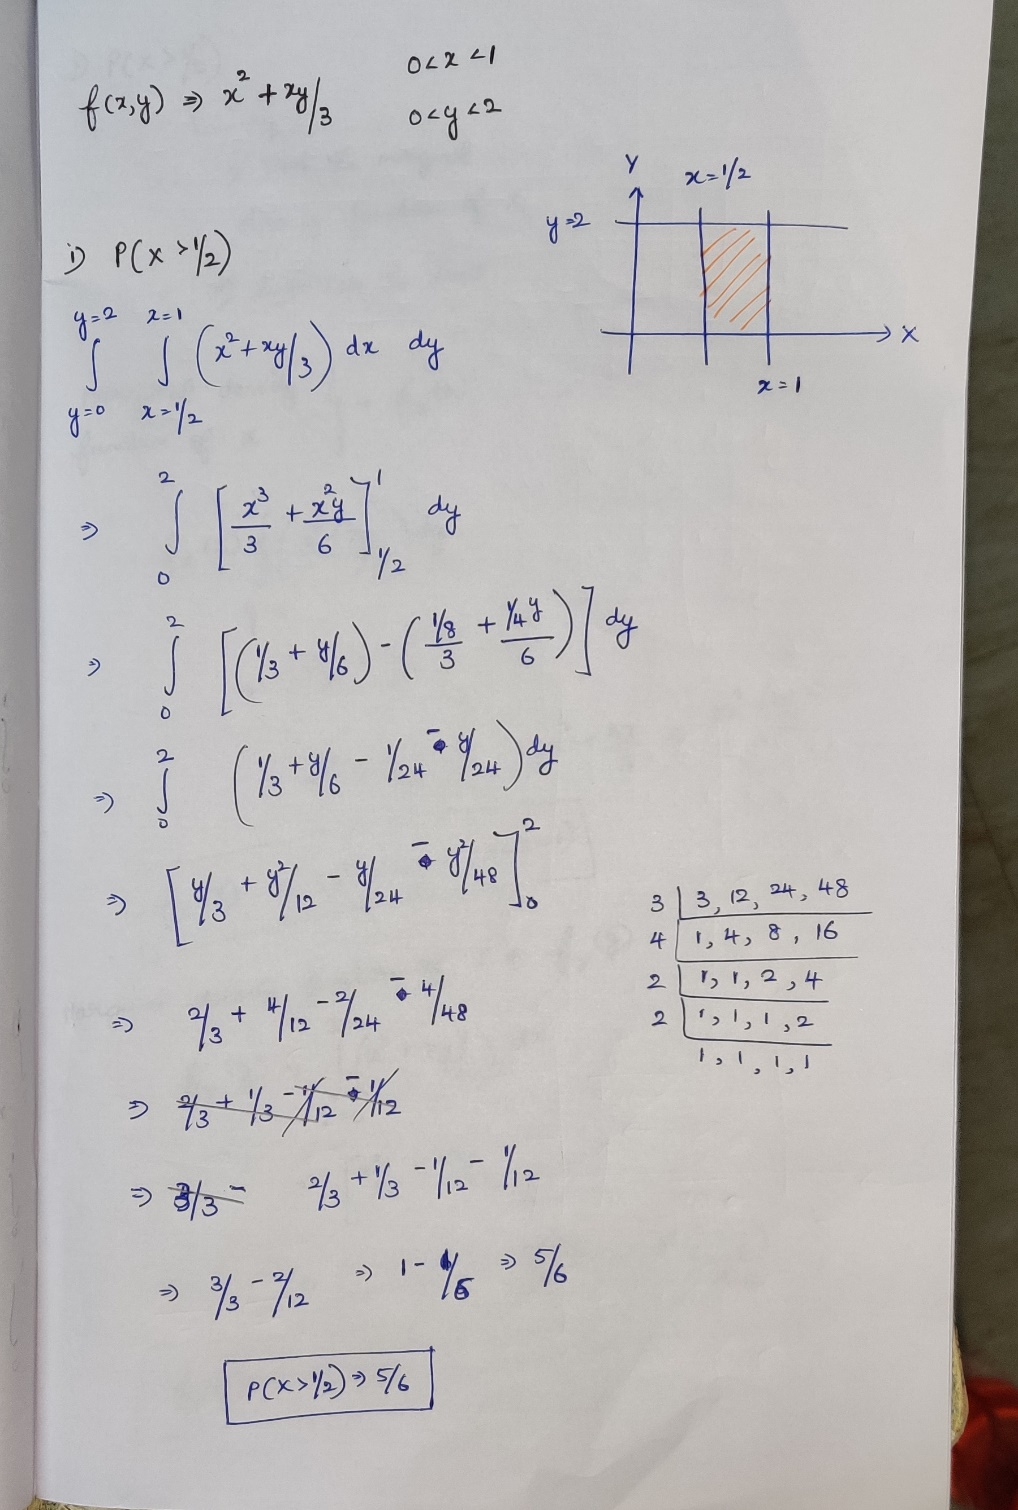 f(x,y) ⇒ x² + xy/3 0<x<1
0<y<2
Y x=1/2
y=2
i) P(X >1/2)
X
x=1
y=2 x=1
∫ ∫ (x²+xy/3) dx dy
y=0 x=1/2
⇒ ∫₀² [x³/3 + x²y/6]¹_{1/2} dy
⇒ ∫₀² [(1/3 + y/6) - (1/8/3 + 1/4y/6)] dy
⇒ ∫₀² (1/3 + y/6 - 1/24 - y/24) dy
⇒ [y/3 + y²/12 - y/24 - y²/48]₀²
3 | 3, 12, 24, 48
4 | 1, 4, 8, 16
2 | 1, 1, 2, 4
2 | 1, 1, 1, 2
1, 1, 1, 1
⇒ 2/3 + 4/12 - 2/24 - 4/48
⇒ 2/3 + 1/3 - 1/12 - 1/12
⇒ 3/3 - 2/3 + 1/3 - 1/12 - 1/12
⇒ 3/3 - 2/12 ⇒ 1 - 1/6 ⇒ 5/6
P(X>1/2) ⇒ 5/6